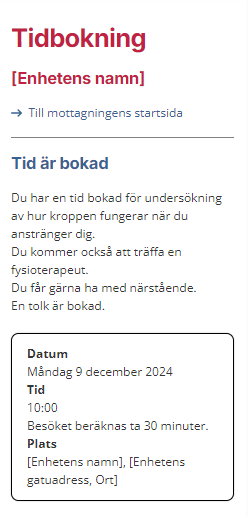 Tidbokning
[Enhetens namn]
→ Till mottagningens startsida
Tid är bokad
Du har en tid bokad för undersökning
av hur kroppen fungerar när du
anstränger dig.
Du kommer också att träffa en
fysioterapeut.
Du får gärna ha med närstående.
En tolk är bokad.
Datum
Måndag 9 december 2024
Tid
10:00
Besöket beräknas ta 30 minuter.
Plats
[Enhetens namn], [Enhetens
gatuadress, Ort]